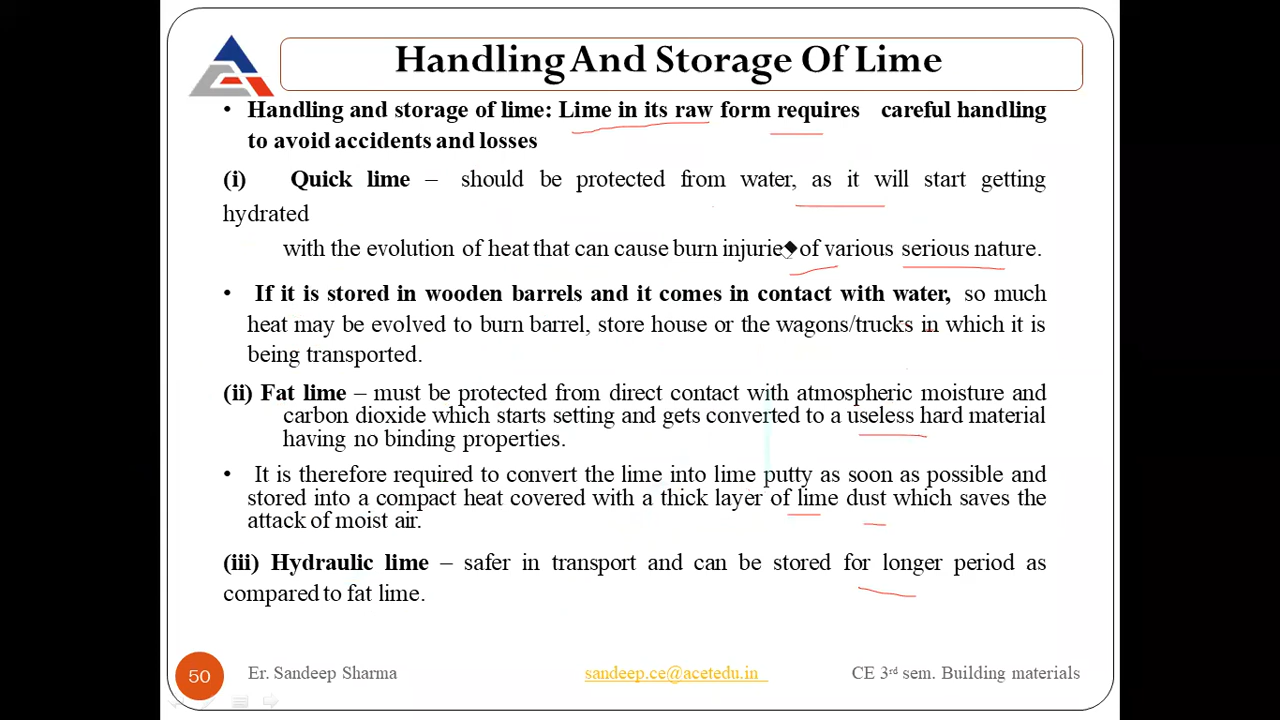 Handling And Storage Of Lime
• Handling and storage of lime: Lime in its raw form requires careful handling
to avoid accidents and losses
(i) Quick lime – should be protected from water, as it will start getting
hydrated
with the evolution of heat that can cause burn injurie of various serious nature.
• If it is stored in wooden barrels and it comes in contact with water, so much
heat may be evolved to burn barrel, store house or the wagons/trucks in which it is
being transported.
(ii) Fat lime – must be protected from direct contact with atmospheric moisture and
carbon dioxide which starts setting and gets converted to a useless hard material
having no binding properties.
• It is therefore required to convert the lime into lime putty as soon as possible and
stored into a compact heat covered with a thick layer of lime dust which saves the
attack of moist air.
(iii) Hydraulic lime – safer in transport and can be stored for longer period as
compared to fat lime.
50 Er. Sandeep Sharma sandeep.ce@acetedu.in CE 3rd sem. Building materials